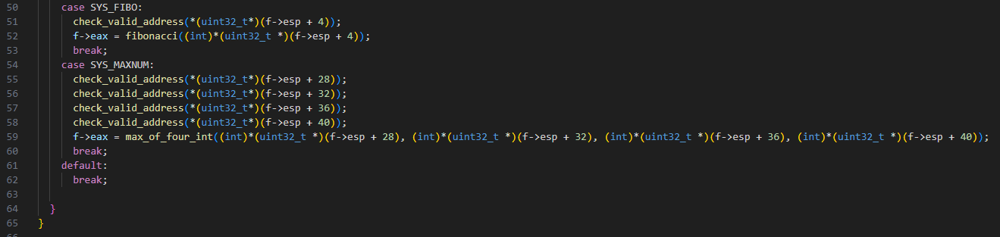 50 case SYS_FIBO:
51 check_valid_address(*(uint32_t*)(f->esp + 4));
52 f->eax = fibonacci((int)*(uint32_t *)(f->esp + 4));
53 break;
54 case SYS_MAXNUM:
55 check_valid_address(*(uint32_t*)(f->esp + 28));
56 check_valid_address(*(uint32_t*)(f->esp + 32));
57 check_valid_address(*(uint32_t*)(f->esp + 36));
58 check_valid_address(*(uint32_t*)(f->esp + 40));
59 f->eax = max_of_four_int((int)*(uint32_t *)(f->esp + 28), (int)*(uint32_t *)(f->esp + 32), (int)*(uint32_t *)(f->esp + 36), (int)*(uint32_t *)(f->esp + 40));
60 break;
61 default:
62 break;
63
64 }
65 }